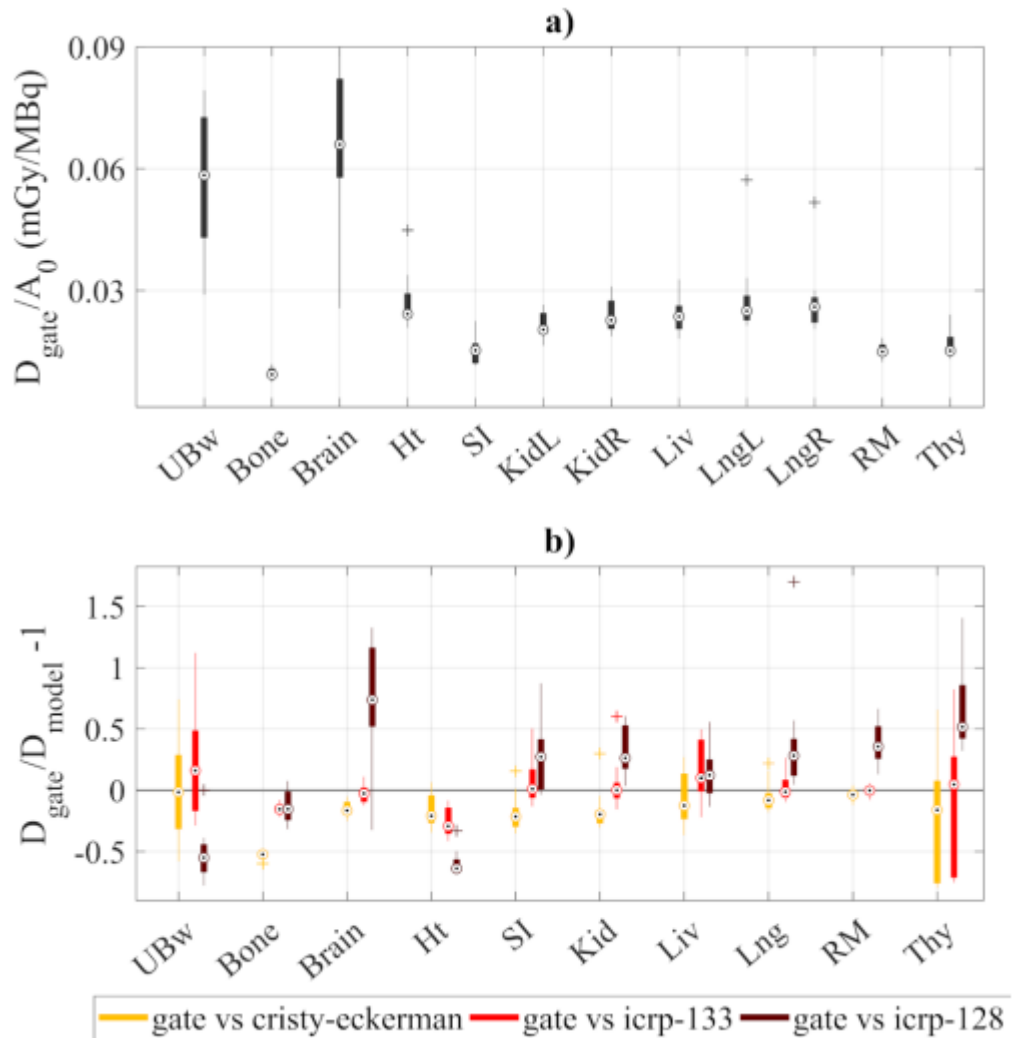 a)
0.09
0.06
0.03
D_gate/A_0 (mGy/MBq)
UBw Bone Brain Ht SI KidL KidR Liv LngL LngR RM Thy
b)
1.5
1
0.5
0
-0.5
D_gate/D_model -1
UBw Bone Brain Ht SI Kid Liv Lng RM Thy
gate vs cristy-eckerman gate vs icrp-133 gate vs icrp-128